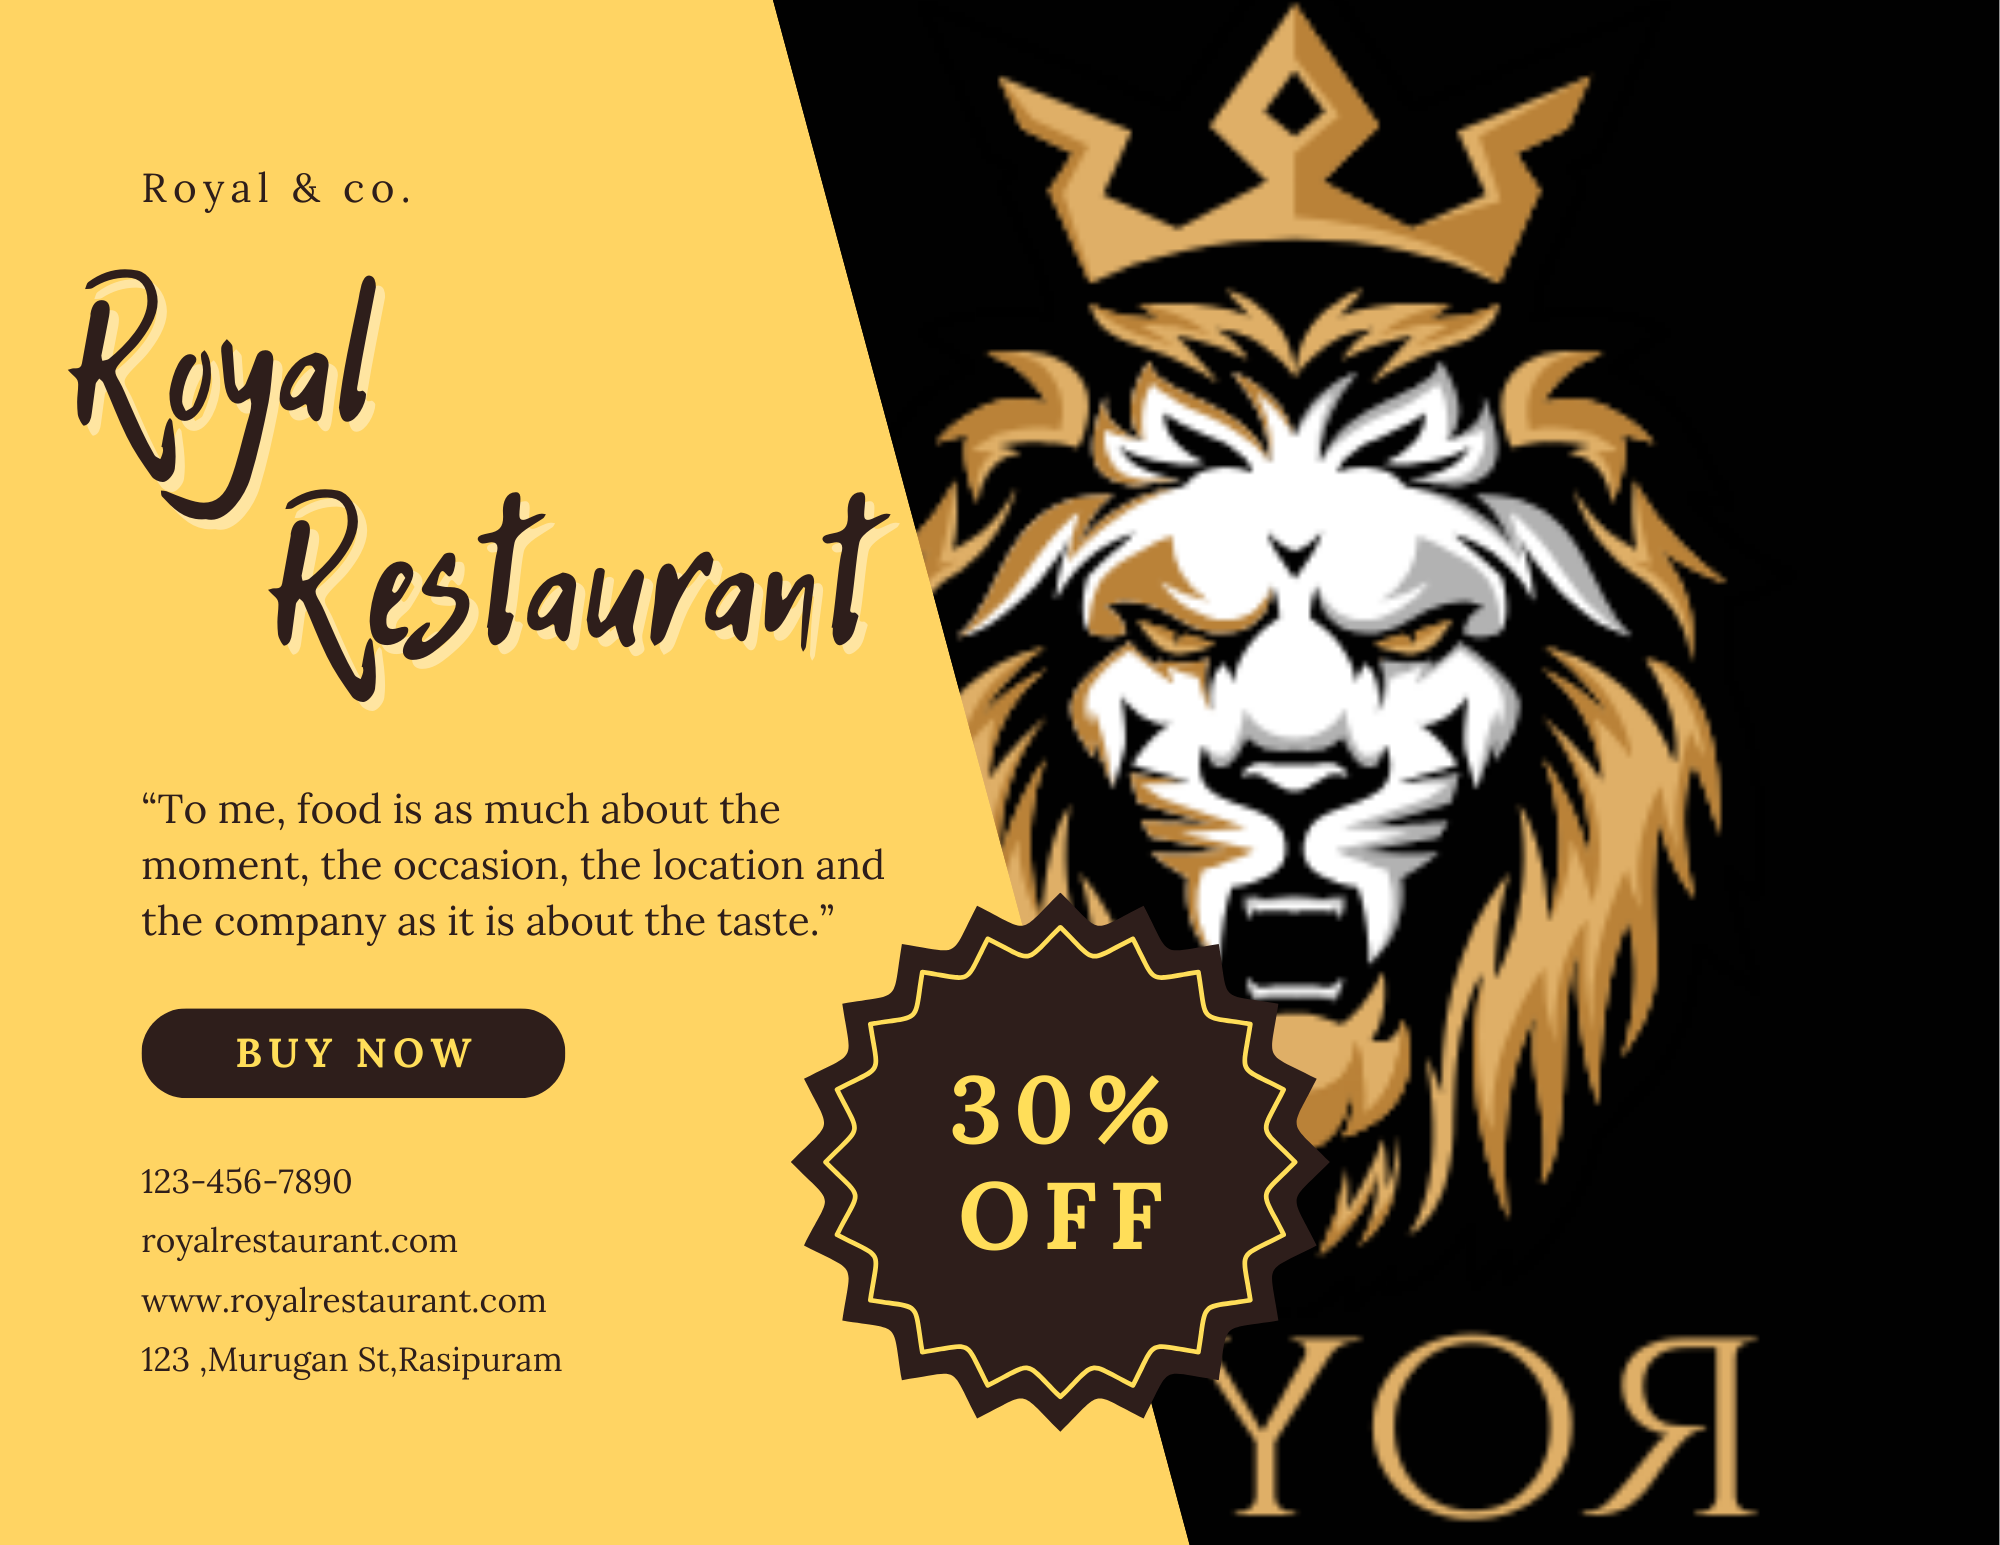 Royal & co.
Royal
Restaurant
“To me, food is as much about the
moment, the occasion, the location and
the company as it is about the taste.”
BUY NOW
30%
OFF
123-456-7890
royalrestaurant.com
www.royalrestaurant.com
123 ,Murugan St,Rasipuram
YOЯ